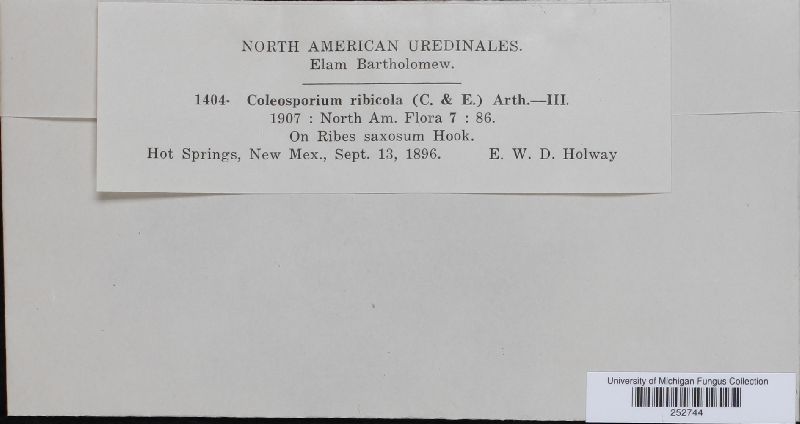 NORTH AMERICAN UREDINALES.
Elam Bartholomew.
1404. Coleosporium ribicola (C. & E.) Arth.—III.
1907 : North Am. Flora 7 : 86.
On Ribes saxosum Hook.
Hot Springs, New Mex., Sept. 13, 1896. E. W. D. Holway
University of Michigan Fungus Collection
252744